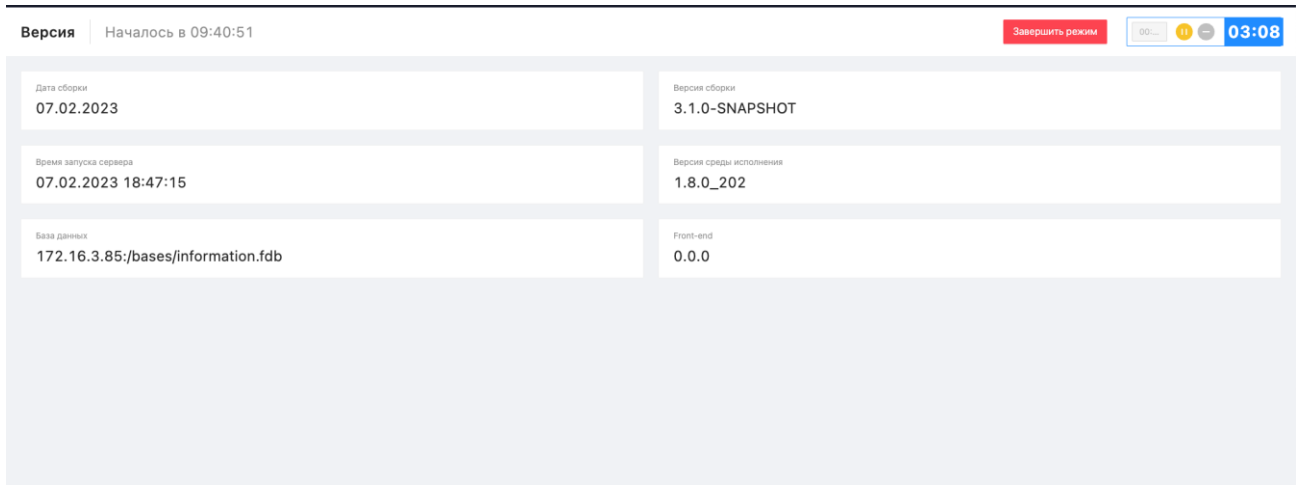 Версия
Началось в 09:40:51
Завершить режим
00:...
03:08
Дата сборки
07.02.2023
Версия сборки
3.1.0-SNAPSHOT
Время запуска сервера
07.02.2023 18:47:15
Версия среды исполнения
1.8.0_202
База данных
172.16.3.85:/bases/information.fdb
Front-end
0.0.0